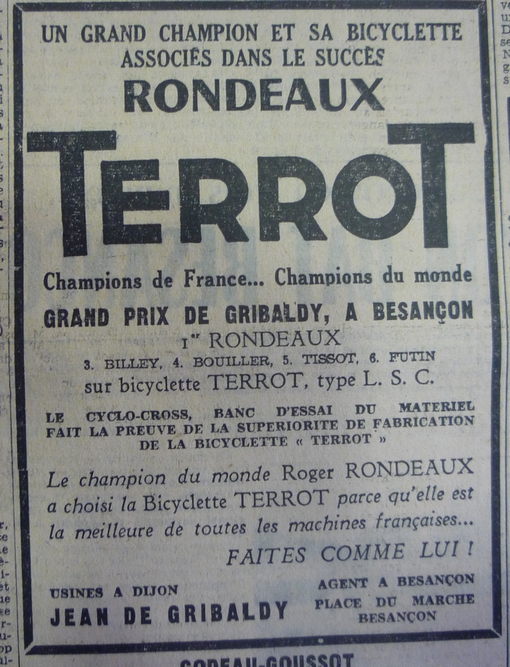 UN GRAND CHAMPION ET SA BICYCLETTE
ASSOCIÉS DANS LE SUCCÈS
RONDEAUX
TERROT
Champions de France... Champions du monde
GRAND PRIX DE GRIBALDY, A BESANÇON
1er RONDEAUX
3. BILLEY, 4. BOUILLER, 5. TISSOT, 6. FUTIN
sur bicyclette TERROT, type L. S. C.
LE CYCLO-CROSS, BANC D'ESSAI DU MATERIEL
FAIT LA PREUVE DE LA SUPERIORITE DE FABRICATION
DE LA BICYCLETTE « TERROT »
Le champion du monde Roger RONDEAUX
a choisi la Bicyclette TERROT parce qu'elle est
la meilleure de toutes les machines françaises...
FAITES COMME LUI !
USINES A DIJON
JEAN DE GRIBALDY
AGENT A BESANÇON
PLACE DU MARCHE
BESANÇON
GODEAU-GOUSSOT